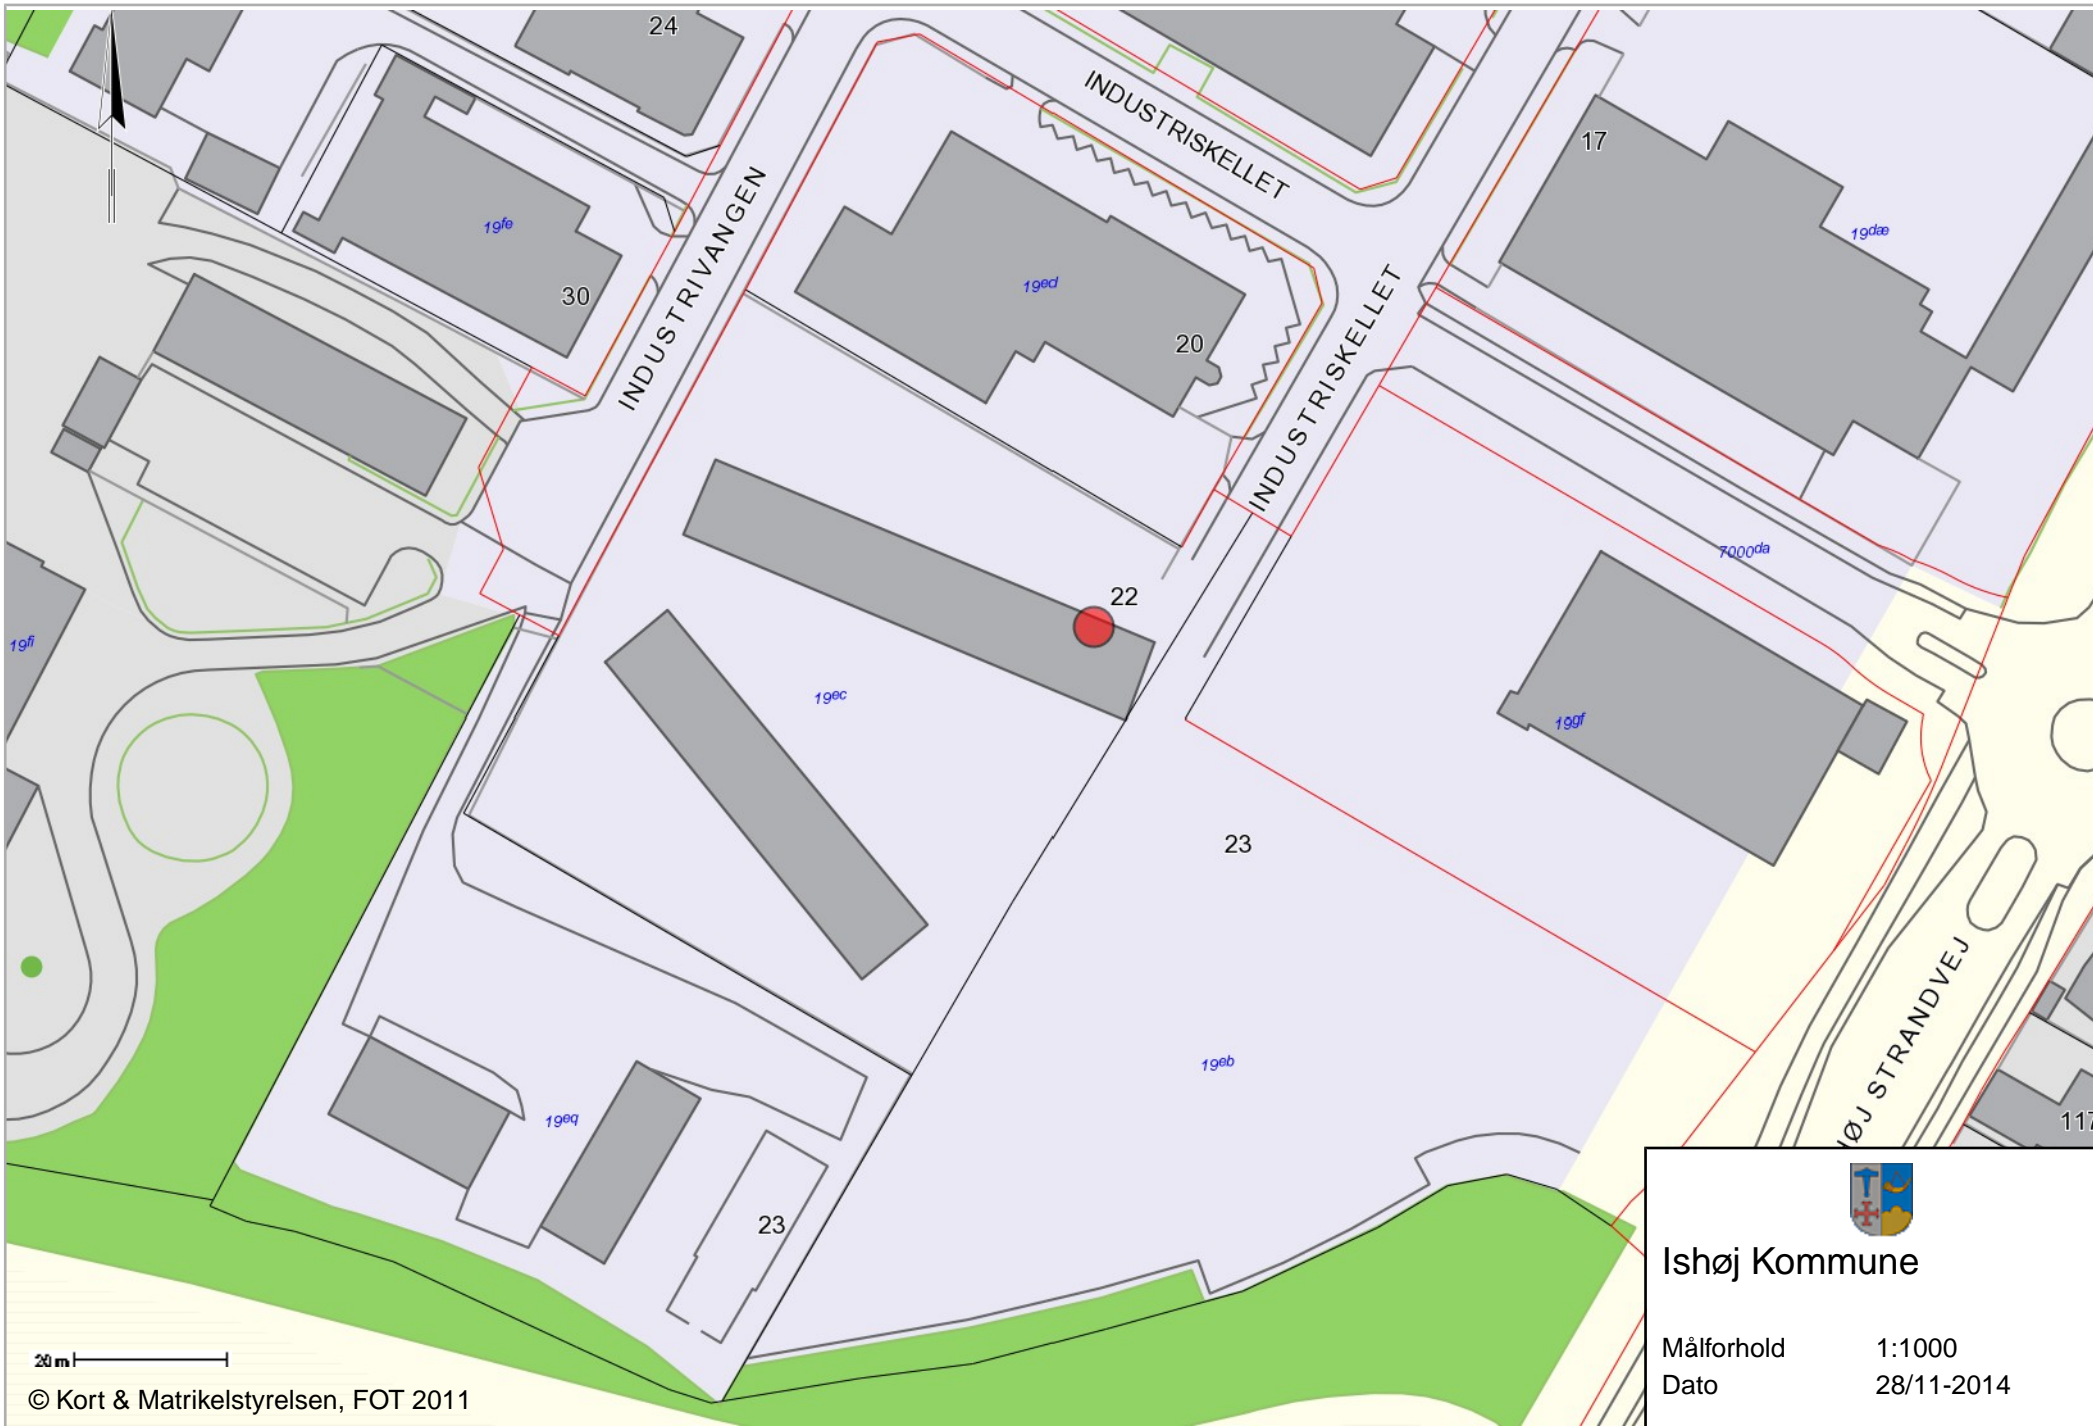 24
INDUSTRISKELLET
17
INDUSTRIVANGEN
19fe
19dæ
30
19ed
20
INDUSTRISKELLET
7000da
22
19fi
19ec
19gf
23
ISHØJ STRANDVEJ
19eb
117
19eq
23
Ishøj Kommune
Målforhold 1:1000
Dato 28/11-2014
20 m
© Kort & Matrikelstyrelsen, FOT 2011